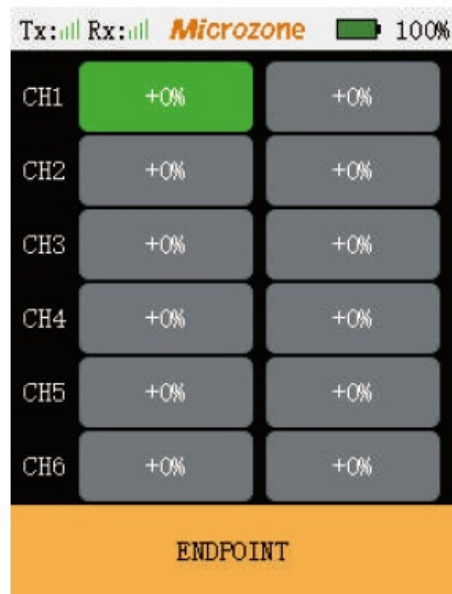 Tx: Rx: Microzone 100%
CH1 +0% +0%
CH2 +0% +0%
CH3 +0% +0%
CH4 +0% +0%
CH5 +0% +0%
CH6 +0% +0%
ENDPOINT